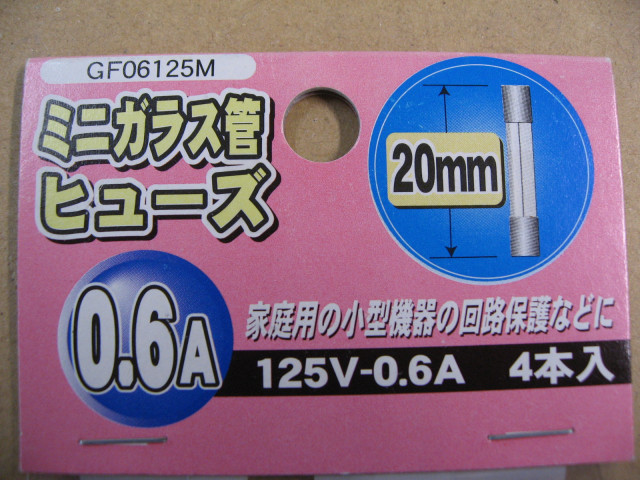 GF06125M
ミニガラス管
ヒューズ
20mm
0.6A
家庭用の小型機器の回路保護などに
125V-0.6A 4本入